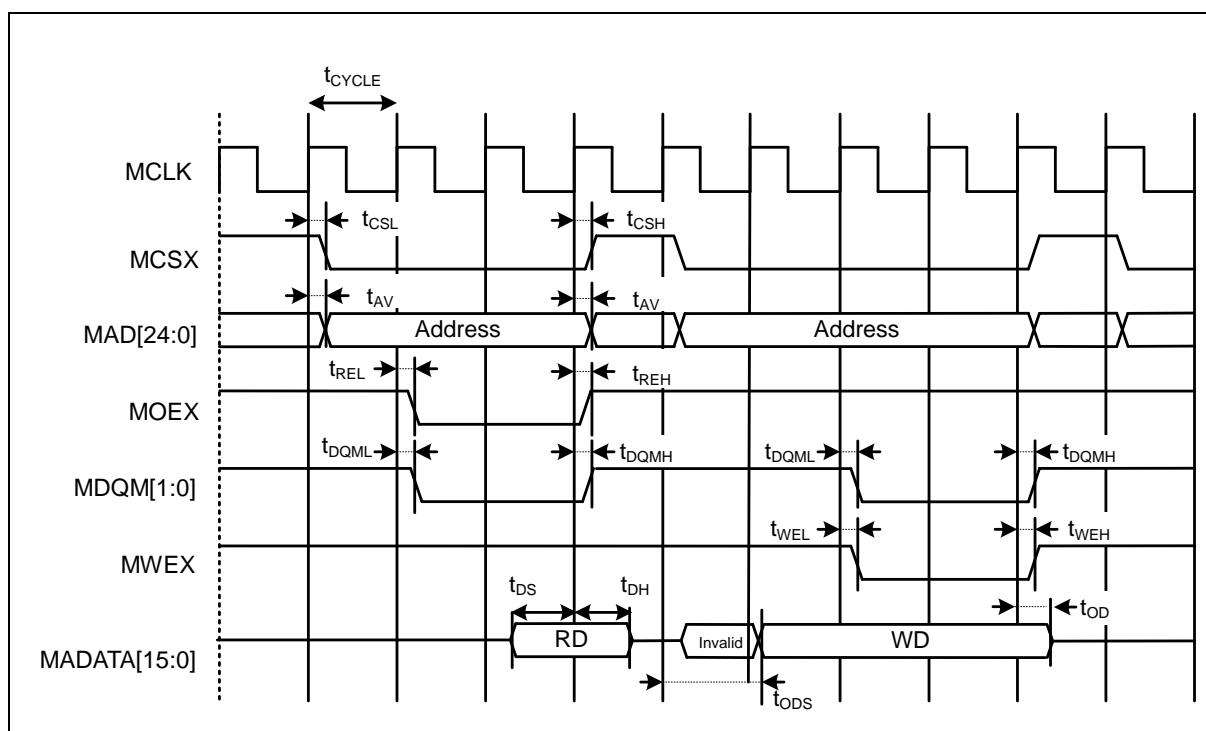 tCYCLE
MCLK
tCSL
tCSH
MCSX
tAV
tAV
MAD[24:0]
Address
Address
tREL
tREH
MOEX
tDQML
tDQMH
tDQML
tDQMH
MDQM[1:0]
tWEL
tWEH
MWEX
tDS
tDH
tOD
MADATA[15:0]
RD
Invalid
WD
tODS